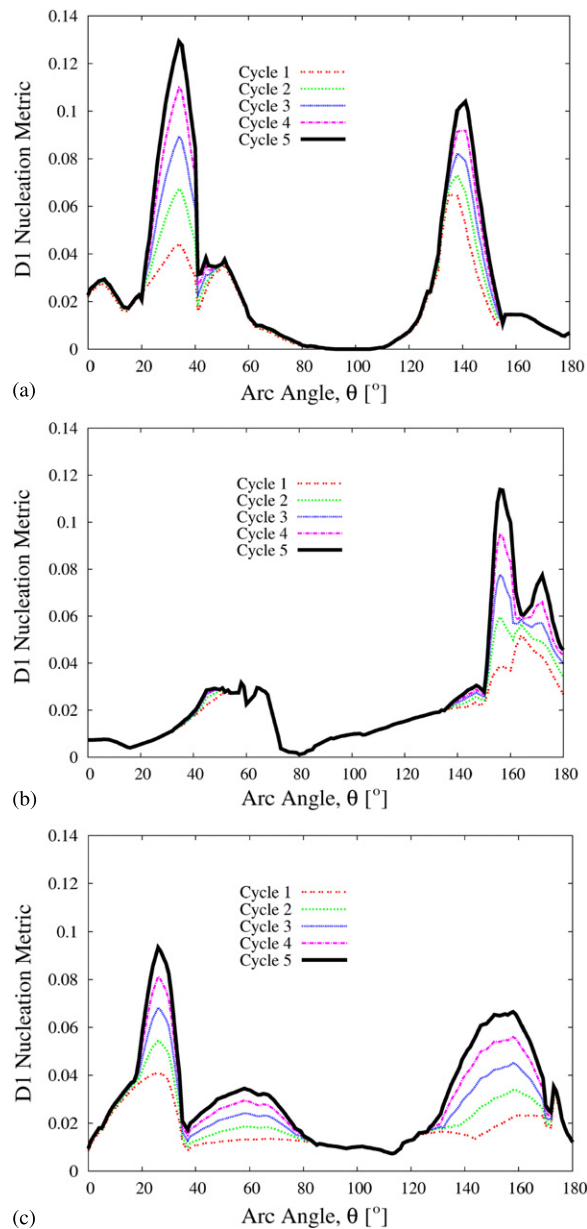 0.14
0.12
0.1
0.08
0.06
0.04
0.02
0
D1 Nucleation Metric
Cycle 1
Cycle 2
Cycle 3
Cycle 4
Cycle 5
0 20 40 60 80 100 120 140 160 180
Arc Angle, θ [°]
(a)
0.14
0.12
0.1
0.08
0.06
0.04
0.02
0
D1 Nucleation Metric
Cycle 1
Cycle 2
Cycle 3
Cycle 4
Cycle 5
0 20 40 60 80 100 120 140 160 180
Arc Angle, θ [°]
(b)
0.14
0.12
0.1
0.08
0.06
0.04
0.02
0
D1 Nucleation Metric
Cycle 1
Cycle 2
Cycle 3
Cycle 4
Cycle 5
0 20 40 60 80 100 120 140 160 180
Arc Angle, θ [°]
(c)